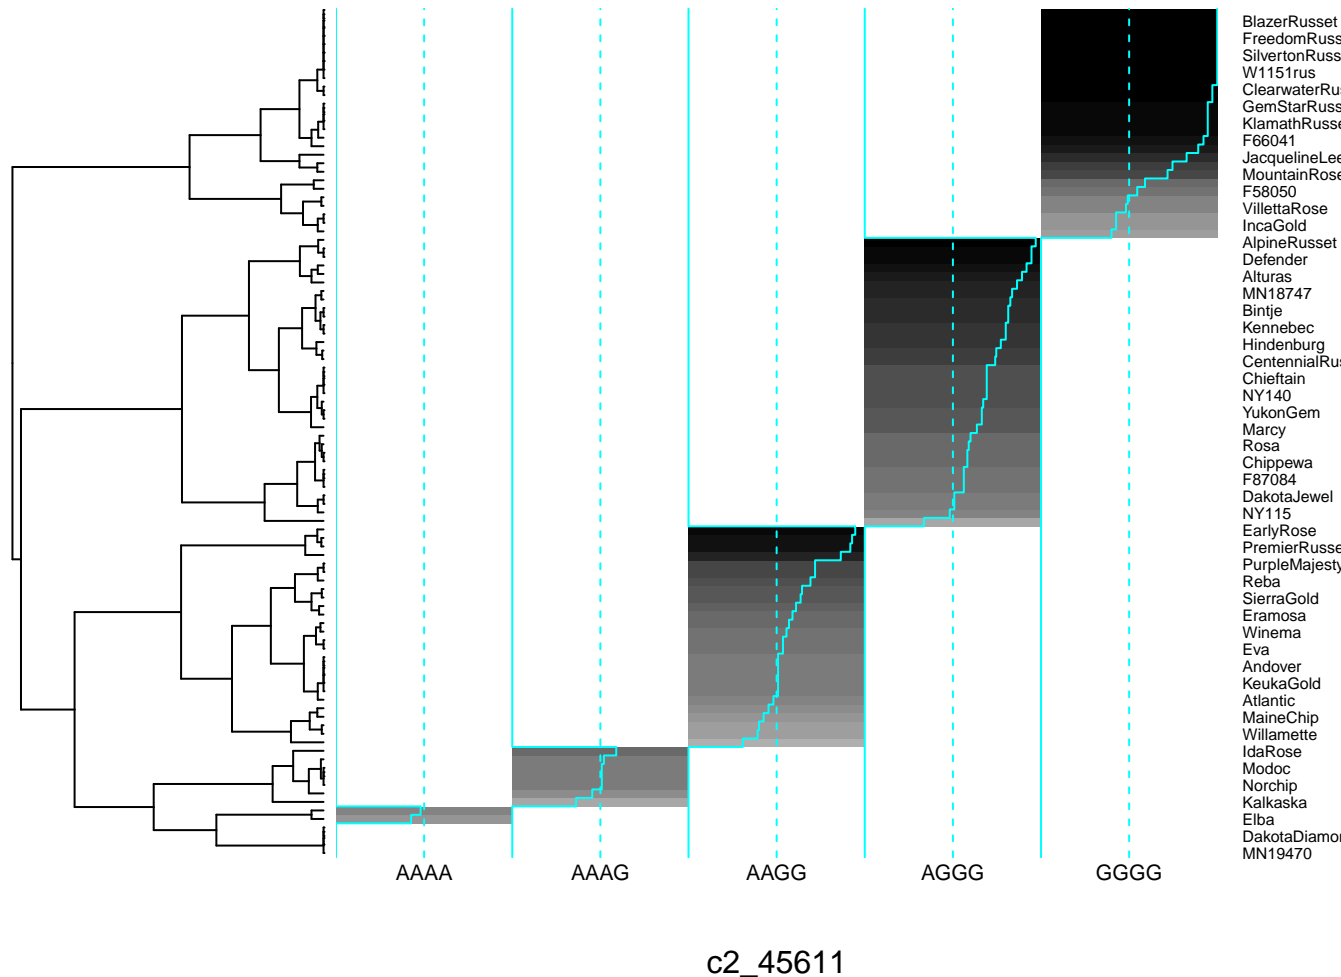 BlazerRusset
FreedomRuss
SilvertonRuss
W1151rus
ClearwaterRus
GemStarRuss
KlamathRusse
F66041
JacquelineLee
MountainRose
F58050
VillettaRose
IncaGold
AlpineRusset
Defender
Alturas
MN18747
Bintje
Kennebec
Hindenburg
CentennialRus
Chieftain
NY140
YukonGem
Marcy
Rosa
Chippewa
F87084
DakotaJewel
NY115
EarlyRose
PremierRusse
PurpleMajesty
Reba
SierraGold
Eramosa
Winema
Eva
Andover
KeukaGold
Atlantic
MaineChip
Willamette
IdaRose
Modoc
Norchip
Kalkaska
Elba
DakotaDiamon
MN19470
AAAA AAAG AAGG AGGG GGGG
c2_45611